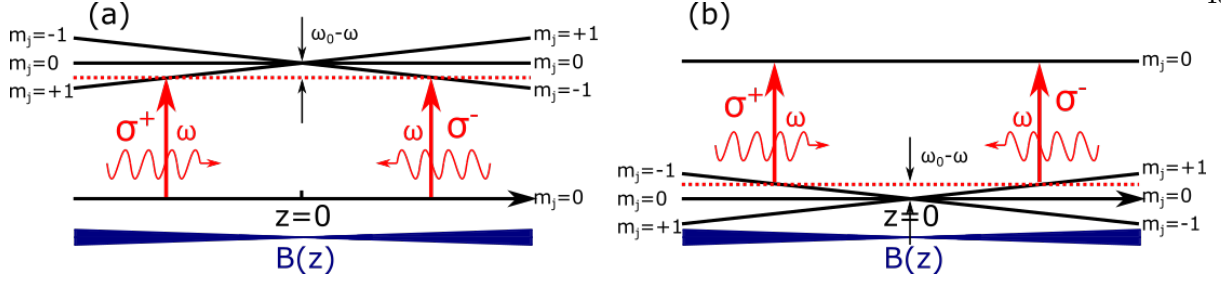 (a)
m_j=-1
ω₀-ω
m_j=+1
m_j=0
m_j=0
m_j=+1
m_j=-1
σ⁺
ω
ω
σ⁻
m_j=0
z=0
B(z)
(b)
m_j=0
σ⁺
ω
ω
σ⁻
ω₀-ω
m_j=-1
m_j=+1
m_j=0
m_j=0
z=0
m_j=+1
m_j=-1
B(z)